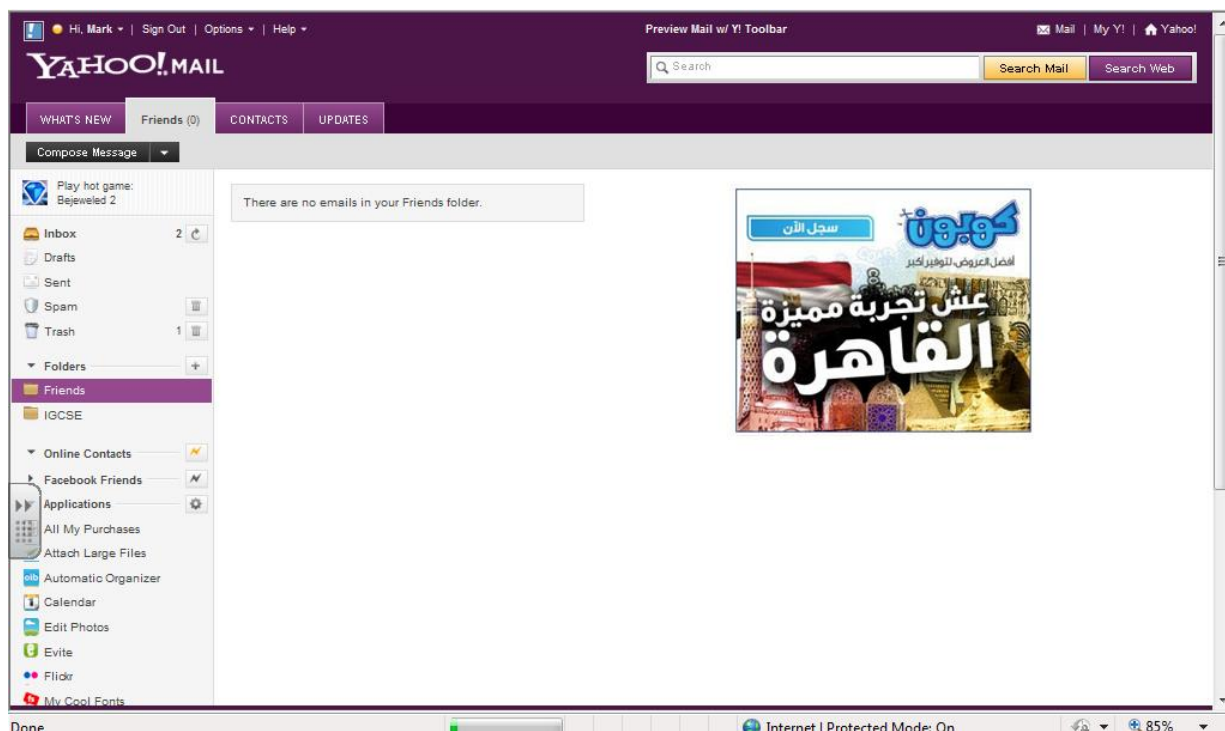 Hi, Mark | Sign Out | Options | Help
Preview Mail w/ Y! Toolbar
Mail | My Y! | Yahoo!
YAHOO! MAIL
Search
Search Mail
Search Web
WHAT'S NEW
Friends (0)
CONTACTS
UPDATES
Compose Message
Play hot game:
Bejeweled 2
There are no emails in your Friends folder.
Inbox 2
Drafts
Sent
Spam
Trash 1
Folders
Friends
IGCSE
Online Contacts
Facebook Friends
Applications
All My Purchases
Attach Large Files
Automatic Organizer
Calendar
Edit Photos
Evite
Flickr
My Cool Fonts
كوبون
سجل الآن
أفضل العروض، لتوفير أكبر
عش تجربة مميزة
القاهرة
Done
Internet | Protected Mode: On
85%